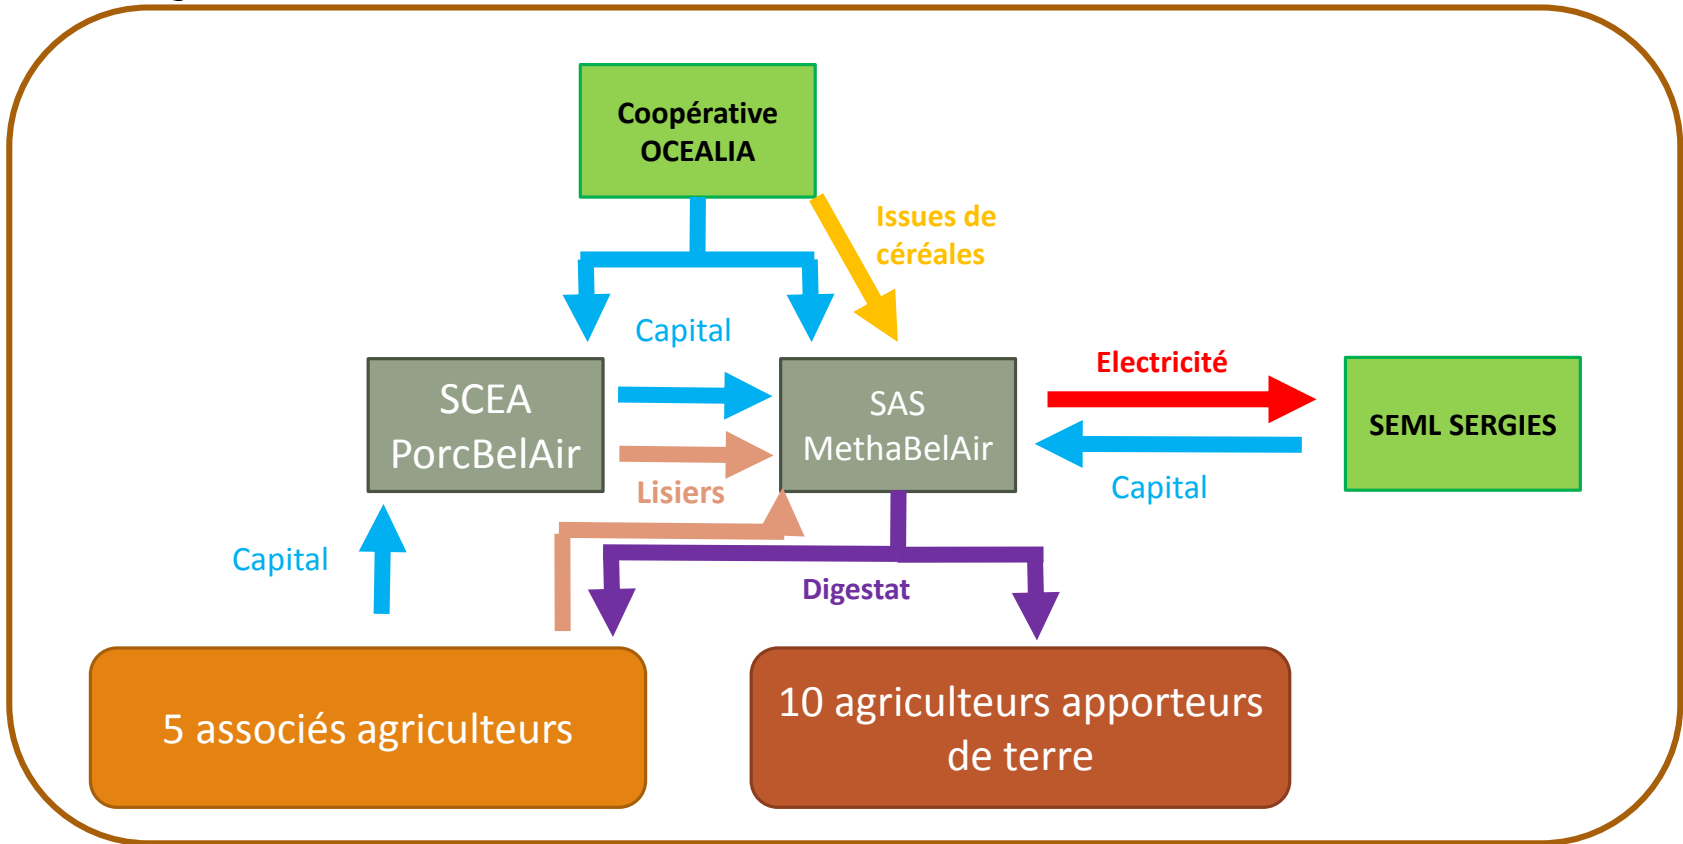 Coopérative
OCEALIA
Issues de
céréales
Capital
SCEA
PorcBelAir
SAS
MethaBelAir
Electricité
SEML SERGIES
Capital
Lisiers
Capital
Digestat
5 associés agriculteurs
10 agriculteurs apporteurs
de terre